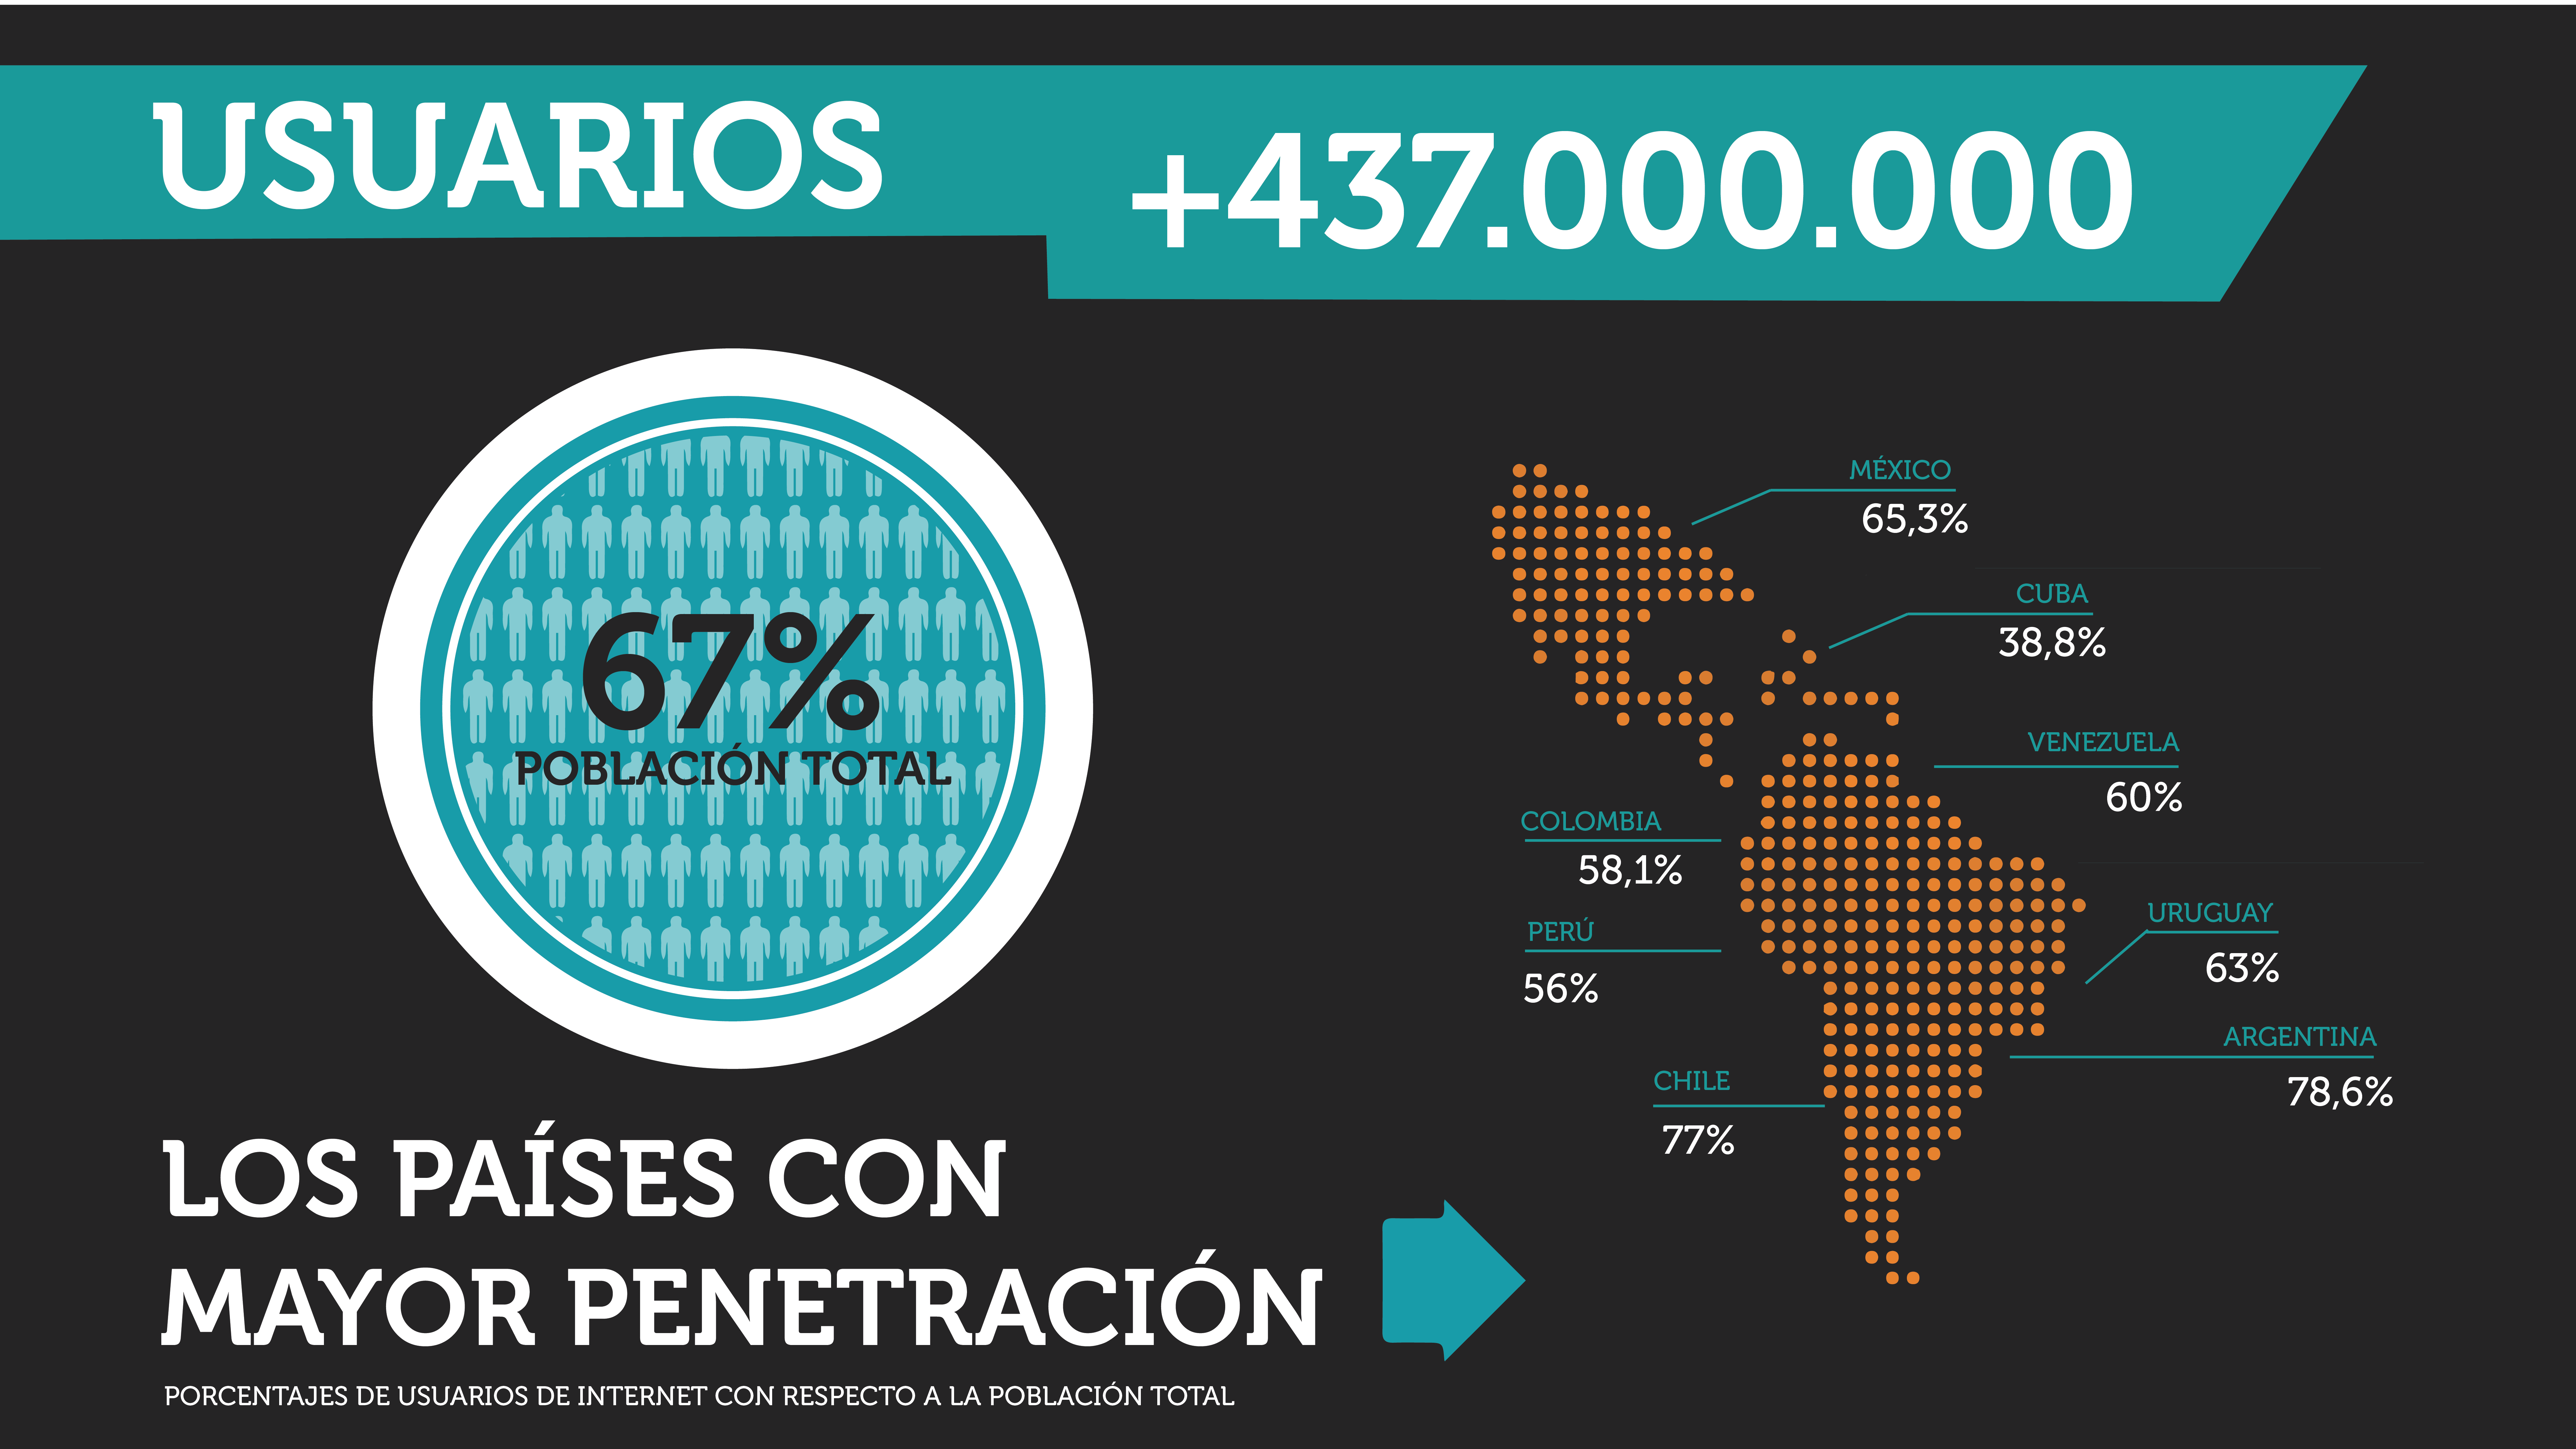 USUARIOS
+437.000.000
67%
POBLACIÓN TOTAL
MÉXICO
65,3%
CUBA
38,8%
VENEZUELA
60%
COLOMBIA
58,1%
PERÚ
56%
URUGUAY
63%
ARGENTINA
78,6%
CHILE
77%
LOS PAÍSES CON
MAYOR PENETRACIÓN
PORCENTAJES DE USUARIOS DE INTERNET CON RESPECTO A LA POBLACIÓN TOTAL